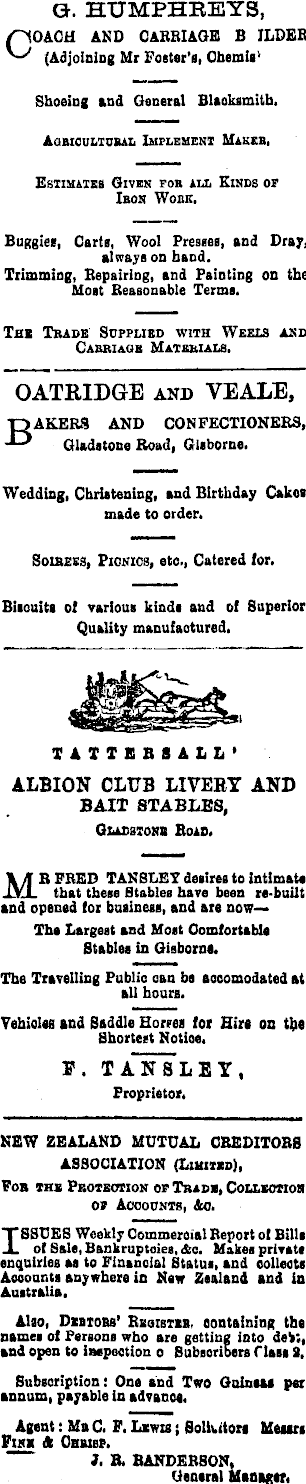 G. HUMPHREYS,
COACH AND CARRIAGE B ILDER
(Adjoining Mr Foster's, Chemis'
Shoeing and General Blacksmith.
AGRICULTURAL IMPLEMENT MAKER,
ESTIMATES GIVEN FOR ALL KINDS OF
IRON WORK.
Buggies, Carts, Wool Presses, and Dray,
always on hand.
Trimming, Repairing, and Painting on the
Most Reasonable Terms.
THE TRADE SUPPLIED WITH WEELS AND
CARRIAGE MATERIALS.
OATRIDGE AND VEALE,
BAKERS AND CONFECTIONERS,
Gladstone Road, Gisborne.
Wedding, Christening, and Birthday Cakes
made to order.
SOIREES, PICNICS, etc., Catered for.
Biscuits of various kinds and of Superior
Quality manufactured.
TATTERSALL'
ALBION CLUB LIVERY AND
BAIT STABLES,
GLADSTONE ROAD.
MR FRED TANSLEY desires to intimate
that these Stables have been re-built
and opened for business, and are now—
The Largest and Most Comfortable
Stables in Gisborne.
The Travelling Public can be accomodated at
all hours.
Vehicles and Saddle Horses for Hire on the
Shortest Notice.
F. TANSLEY,
Proprietor.
NEW ZEALAND MUTUAL CREDITORS
ASSOCIATION (LIMITED),
FOR THE PROTECTION OF TRADE, COLLECTION
OF ACCOUNTS, &c.
ISSUES Weekly Commercial Report of Bills
of Sale, Bankruptcies, &c. Makes private
enquiries as to Financial Status, and collects
Accounts anywhere in New Zealand and in
Australia.
Also, DEBTORS' REGISTER, containing the
names of Persons who are getting into debt,
and open to inspection o Subscribers Class 2,
Subscription: One and Two Guineas per
annum, payable in advance.
Agent: MR C. F. LEWIS; Solicitors Messrs
FINN & CHRISP.
J. R. RANDERSON,
General Manager.